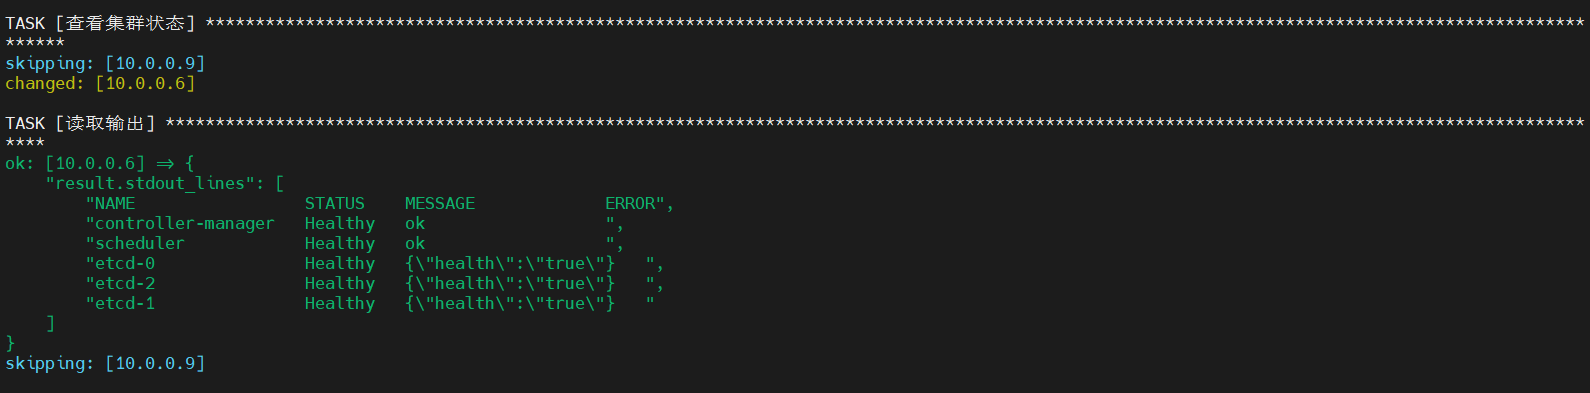 TASK [查看集群状态] ******************************************************************************************************************************************
******
skipping: [10.0.0.9]
changed: [10.0.0.6]
TASK [读取输出] **********************************************************************************************************************************************
****
ok: [10.0.0.6] => {
    "result.stdout_lines": [
        "NAME                 STATUS    MESSAGE             ERROR",
        "controller-manager   Healthy   ok                  ",
        "scheduler            Healthy   ok                  ",
        "etcd-0               Healthy   {\"health\":\"true\"}   ",
        "etcd-2               Healthy   {\"health\":\"true\"}   ",
        "etcd-1               Healthy   {\"health\":\"true\"}   "
    ]
}
skipping: [10.0.0.9]